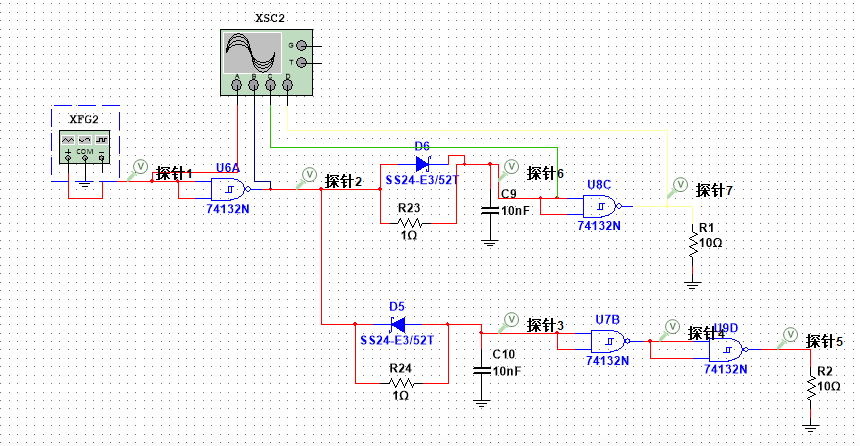 XSC2
G
T
A B C D
XFG2
COM
探针1
U6A
74132N
V
探针2
D6
SS24-E3/52T
R23
1Ω
C9
10nF
V
探针6
U8C
74132N
V
探针7
R1
10Ω
D5
SS24-E3/52T
R24
1Ω
C10
10nF
V
探针3
U7B
74132N
V
探针4
U9D
74132N
V
探针5
R2
10Ω
V